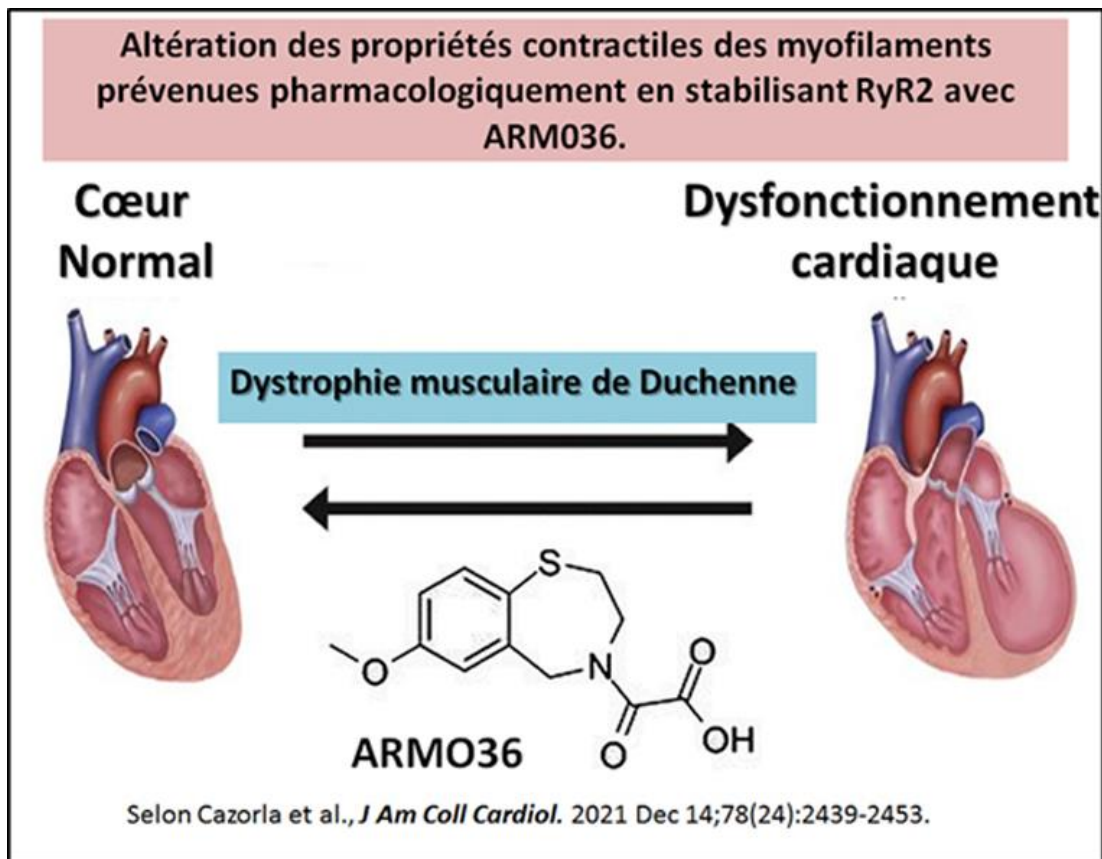 Altération des propriétés contractiles des myofilaments
prévenues pharmacologiquement en stabilisant RyR2 avec
ARM036.
Cœur
Normal
Dysfonctionnement
cardiaque
Dystrophie musculaire de Duchenne
S
O
N
O
O
OH
ARMO36
Selon Cazorla et al., J Am Coll Cardiol. 2021 Dec 14;78(24):2439-2453.